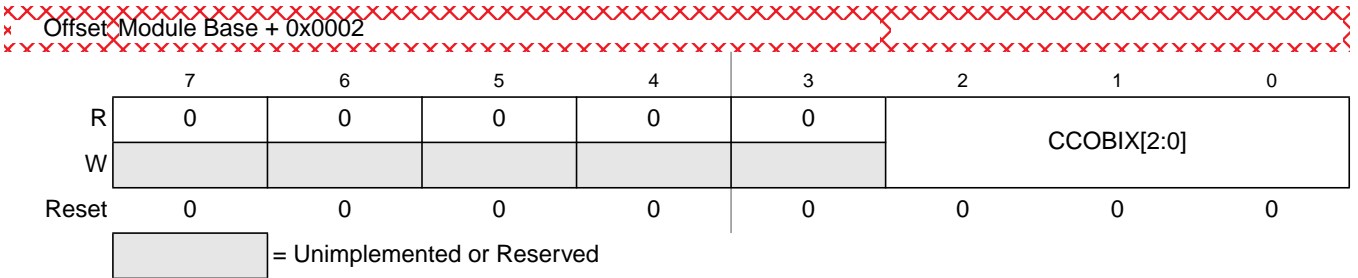 Offset Module Base + 0x0002
7 6 5 4 3 2 1 0
R 0 0 0 0 0 CCOBIX[2:0]
W
Reset 0 0 0 0 0 0 0 0
= Unimplemented or Reserved